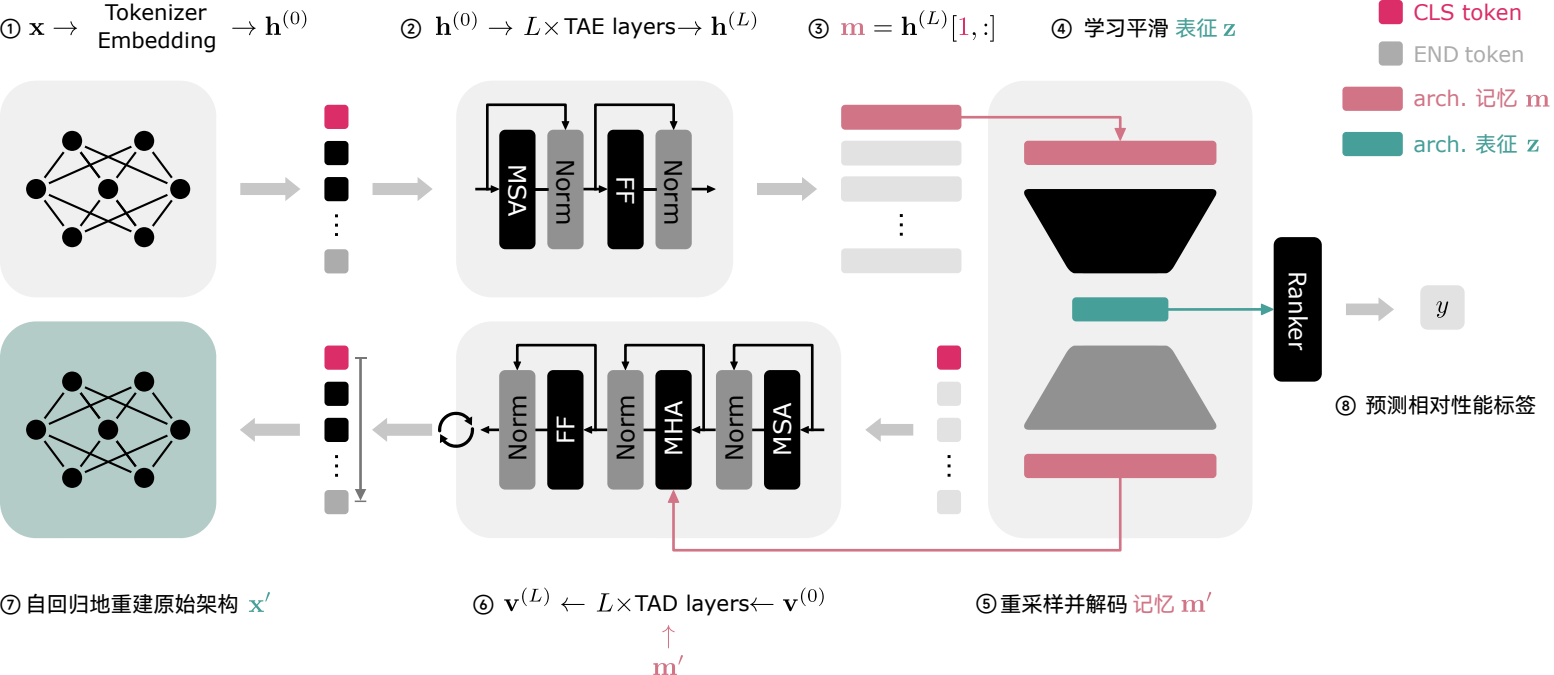 ① x → Tokenizer Embedding → h^(0)
② h^(0) → L×TAE layers→ h^(L)
③ m = h^(L)[1,:]
④ 学习平滑 表征 z
CLS token
END token
arch. 记忆 m
arch. 表征 z
MSA
Norm
FF
Norm
⋮
⋮
Ranker
y
⑧ 预测相对性能标签
Norm
FF
Norm
MHA
Norm
MSA
⋮
⋮
⑦ 自回归地重建原始架构 x′
⑥ v^(L) ← L×TAD layers← v^(0)
↑
m′
⑤ 重采样并解码 记忆 m′